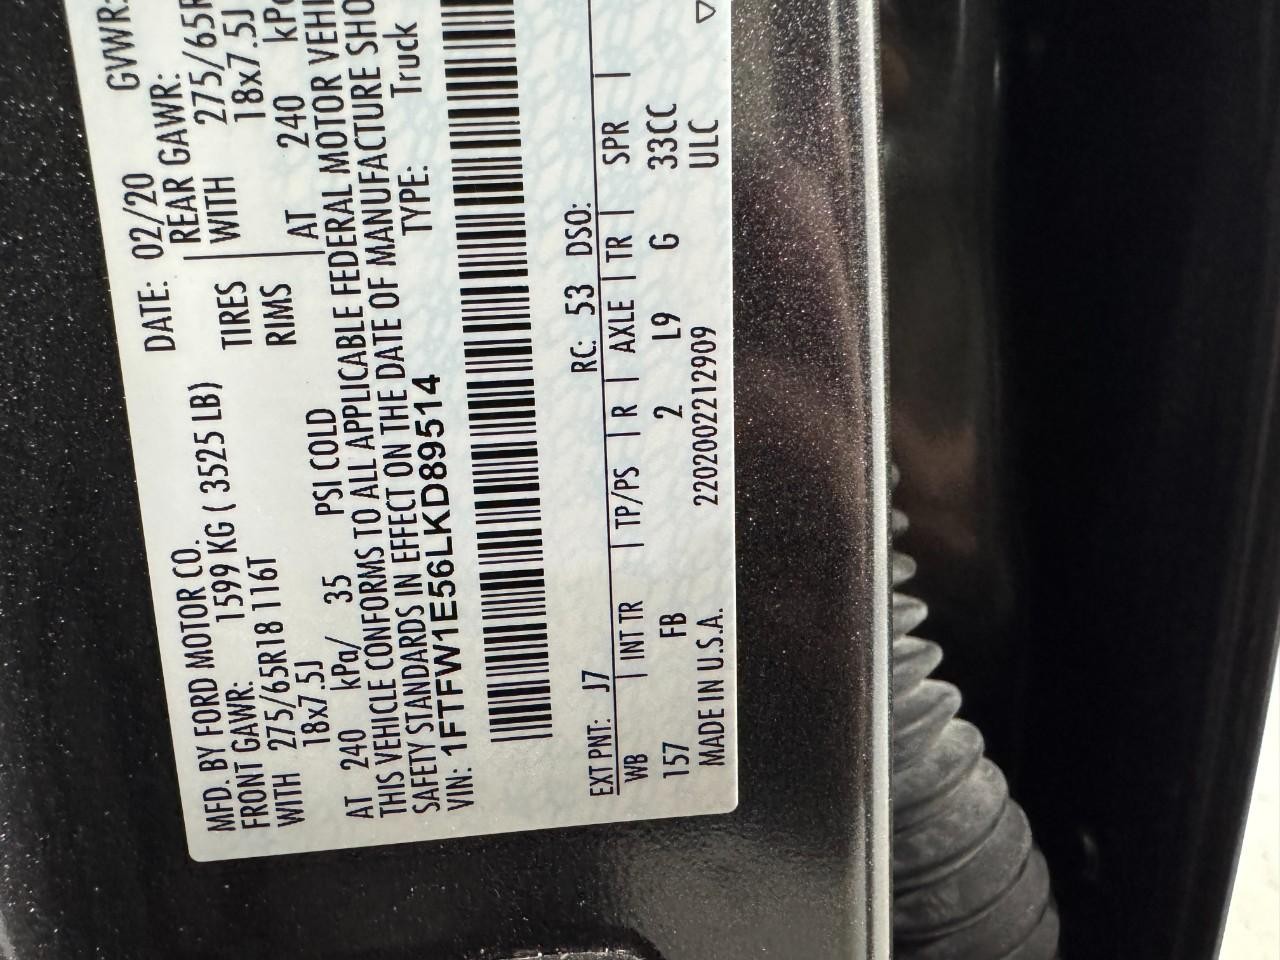 MFD. BY FORD MOTOR CO. DATE: 02/20 GVWR:
FRONT GAWR: 1599 KG ( 3525 LB) REAR GAWR:
WITH 275/65R18 116T TIRES WITH 275/65R
18x7.5J RIMS 18x7.5J
AT 240 kPa/ 35 PSI COLD AT 240 kPa
THIS VEHICLE CONFORMS TO ALL APPLICABLE FEDERAL MOTOR VEHI
SAFETY STANDARDS IN EFFECT ON THE DATE OF MANUFACTURE SHO
VIN: 1FTFW1E56LKD89514 TYPE: Truck
EXT PNT: J7 RC: 53 DSO:
WB | INT TR | TP/PS | R | AXLE | TR | SPR |
157 FB 2 L9 G 33CC
MADE IN U.S.A. 2202002212909 ULC